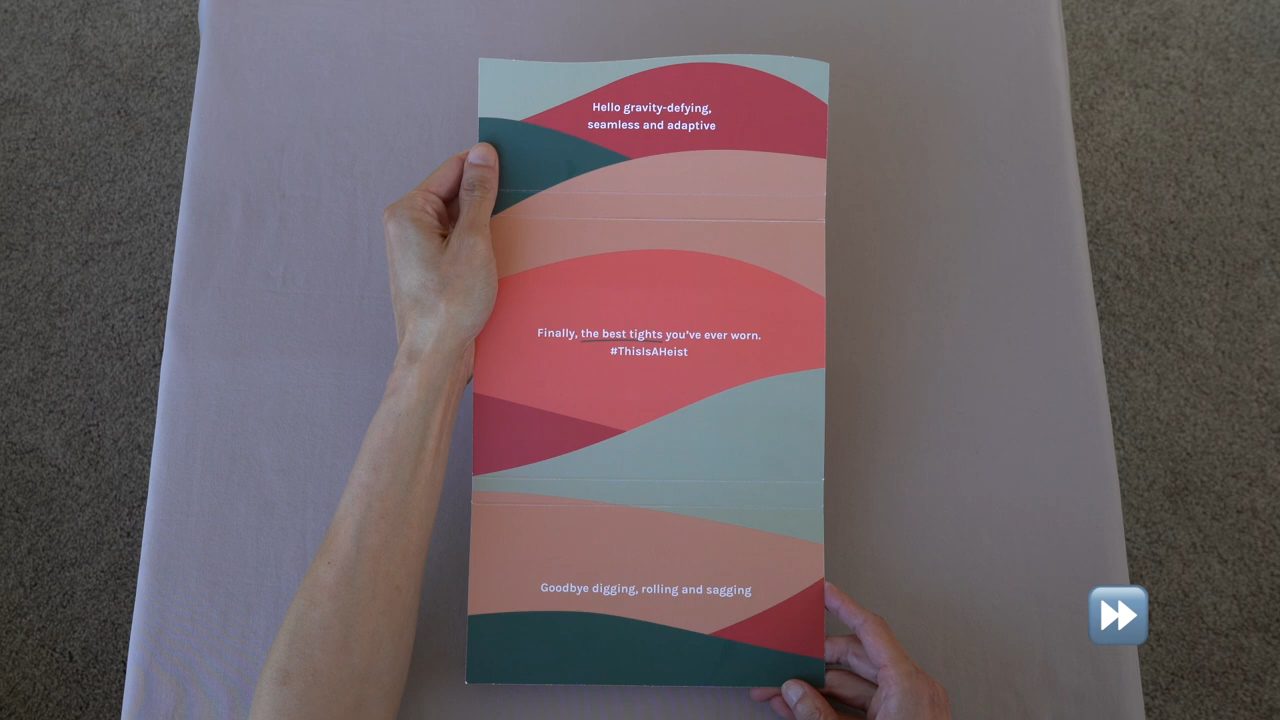 Hello gravity-defying,
seamless and adaptive
Finally, the best tights you've ever worn.
#ThisIsAHeist
Goodbye digging, rolling and sagging